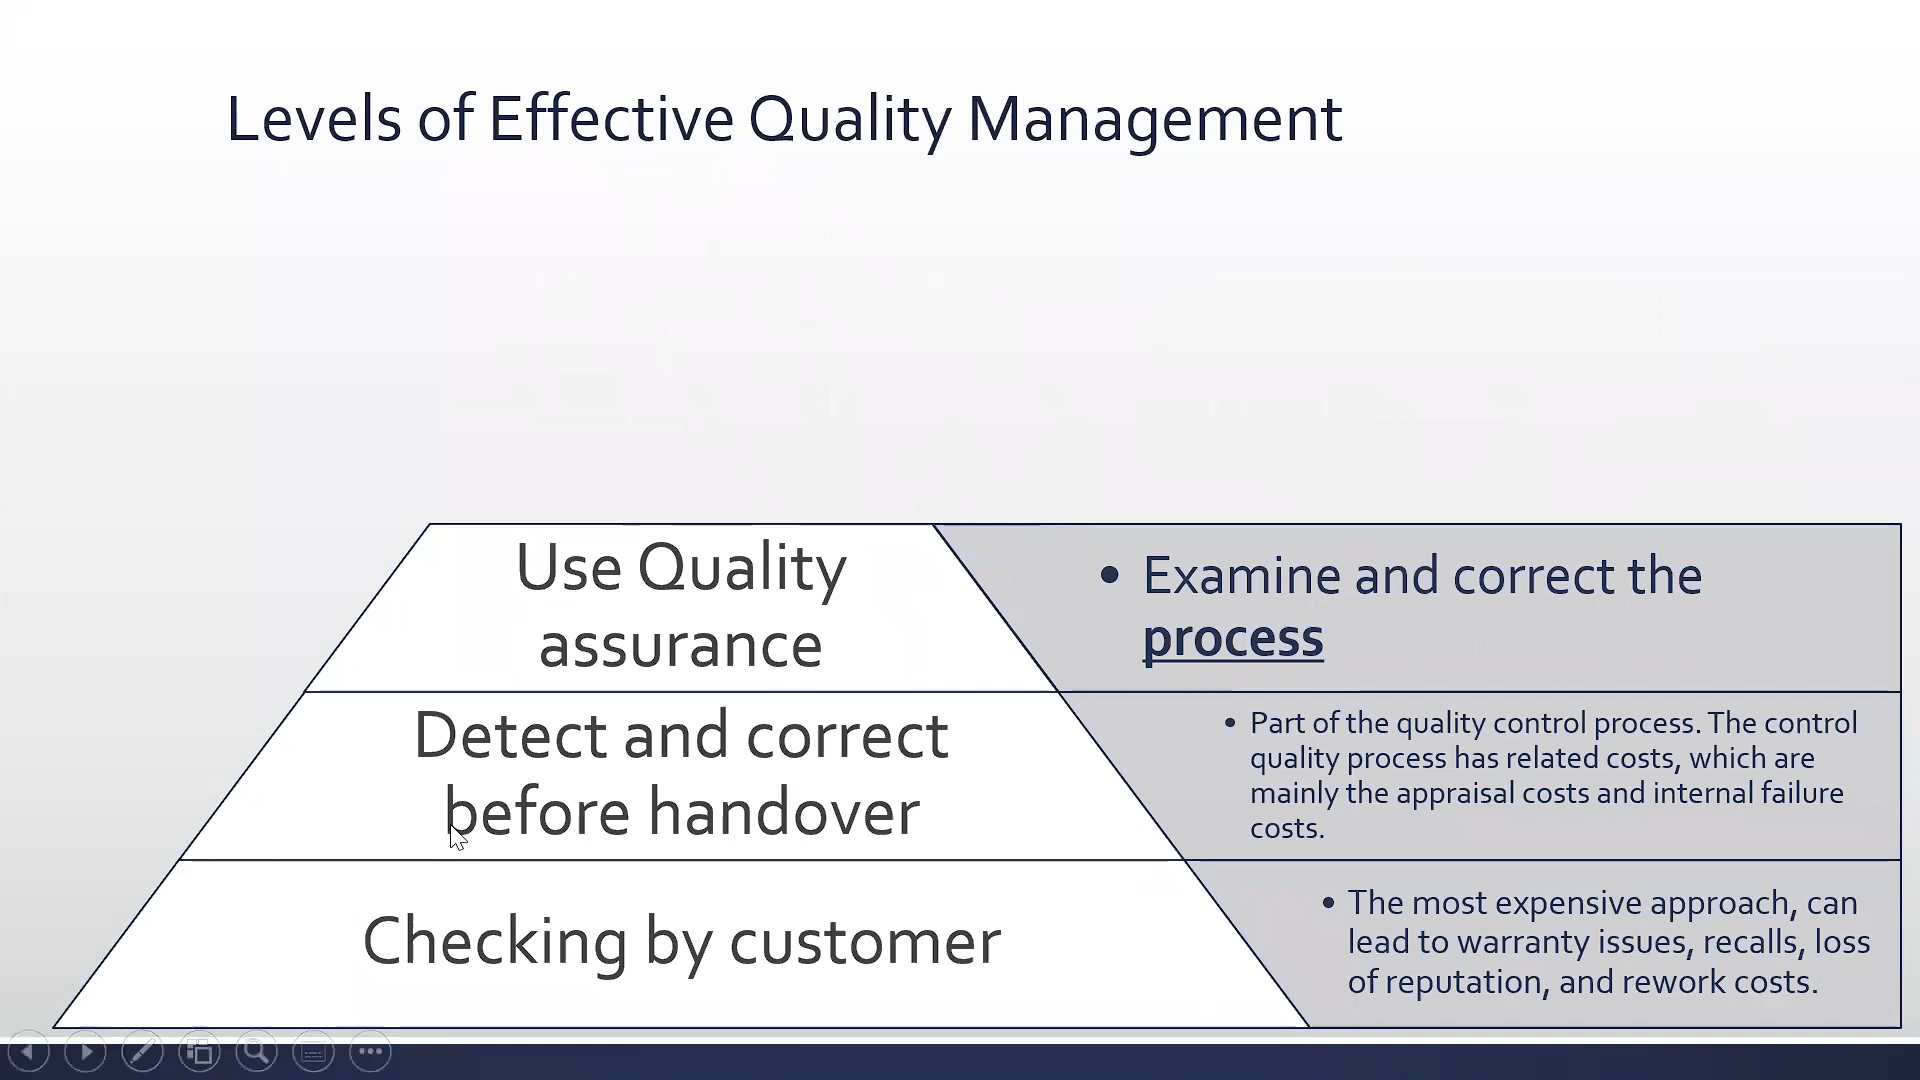 Levels of Effective Quality Management
Use Quality
assurance
• Examine and correct the
process
Detect and correct
before handover
• Part of the quality control process. The control
quality process has related costs, which are
mainly the appraisal costs and internal failure
costs.
Checking by customer
• The most expensive approach, can
lead to warranty issues, recalls, loss
of reputation, and rework costs.